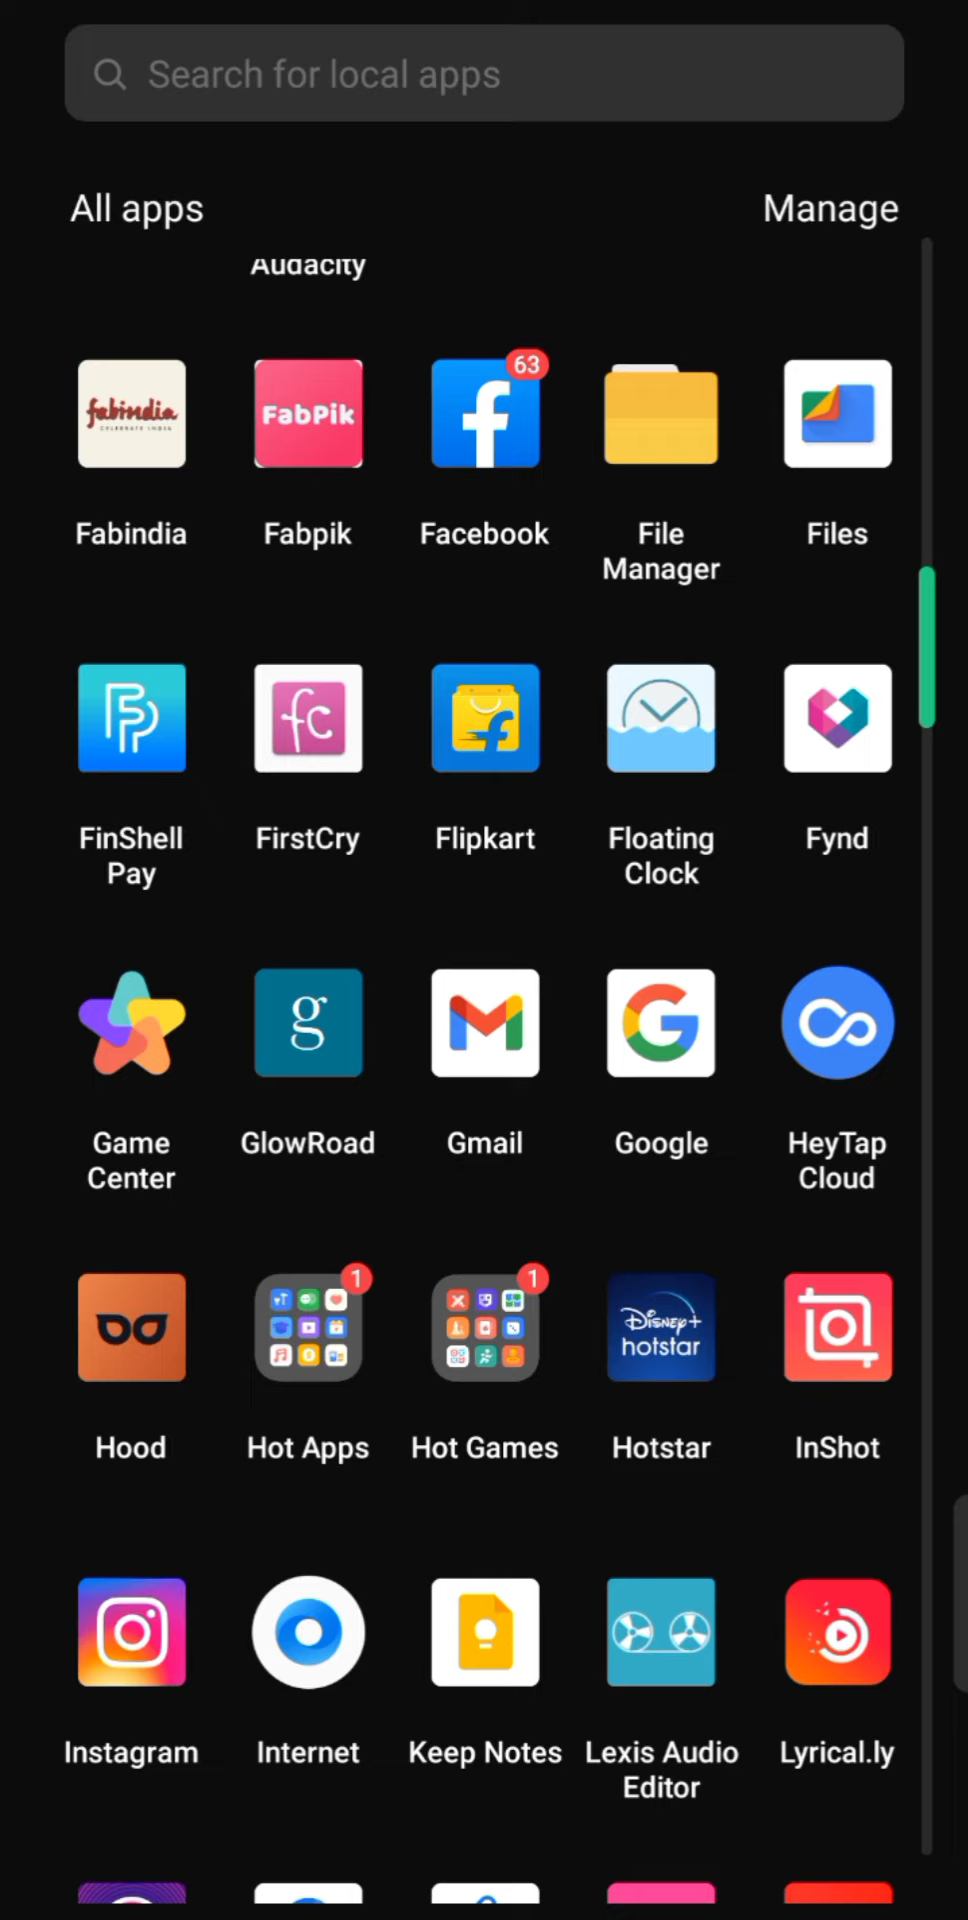 Search for local apps
All apps Manage
Audacity
fabindia
CELEBRATE INDIA
FabPik
63
Fabindia Fabpik Facebook File Manager Files
FinShell Pay FirstCry Flipkart Floating Clock Fynd
g
Game Center GlowRoad Gmail Google HeyTap Cloud
1 1
Disney+
hotstar
Hood Hot Apps Hot Games Hotstar InShot
Instagram Internet Keep Notes Lexis Audio Editor Lyrical.ly